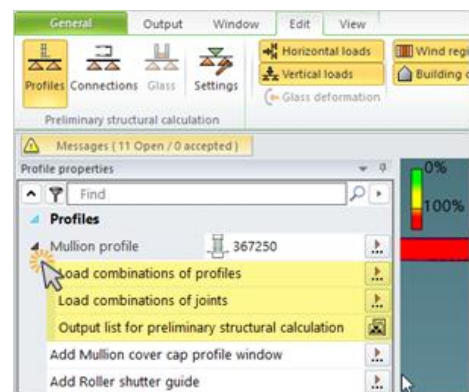 General Output Window Edit View
Profiles Connections Glass Settings
Horizontal loads
Vertical loads
Glass deformation
Wind regi
Building
Preliminary structural calculation
Messages ( 11 Open / 0 accepted )
Profile properties
0%
Find
100%
Profiles
Mullion profile 367250
Load combinations of profiles
Load combinations of joints
Output list for preliminary structural calculation
Add Mullion cover cap profile window
Add Roller shutter guide